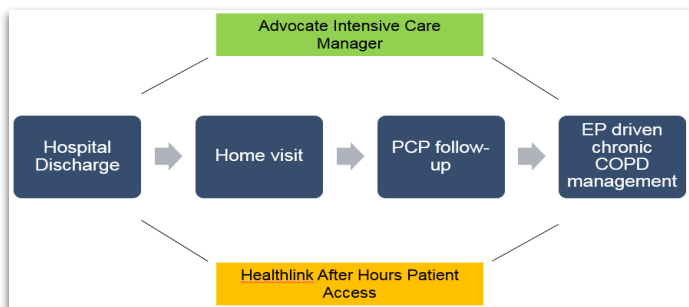 Advocate Intensive Care
Manager
Hospital
Discharge
Home visit
PCP follow-
up
EP driven
chronic
COPD
management
Healthlink After Hours Patient
Access